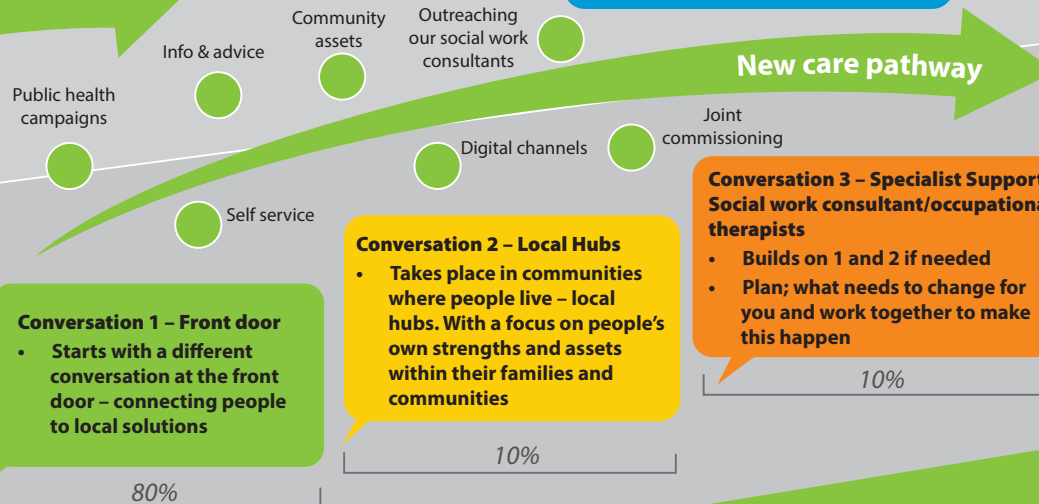 Community
assets
Outreaching
our social work
consultants
Info & advice
New care pathway
Public health
campaigns
Joint
commissioning
Digital channels
Self service
Conversation 1 – Front door
• Starts with a different
conversation at the front
door – connecting people
to local solutions
80%
Conversation 2 – Local Hubs
• Takes place in communities
where people live – local
hubs. With a focus on people's
own strengths and assets
within their families and
communities
10%
Conversation 3 – Specialist Support
Social work consultant/occupationa
therapists
• Builds on 1 and 2 if needed
• Plan; what needs to change for
you and work together to make
this happen
10%